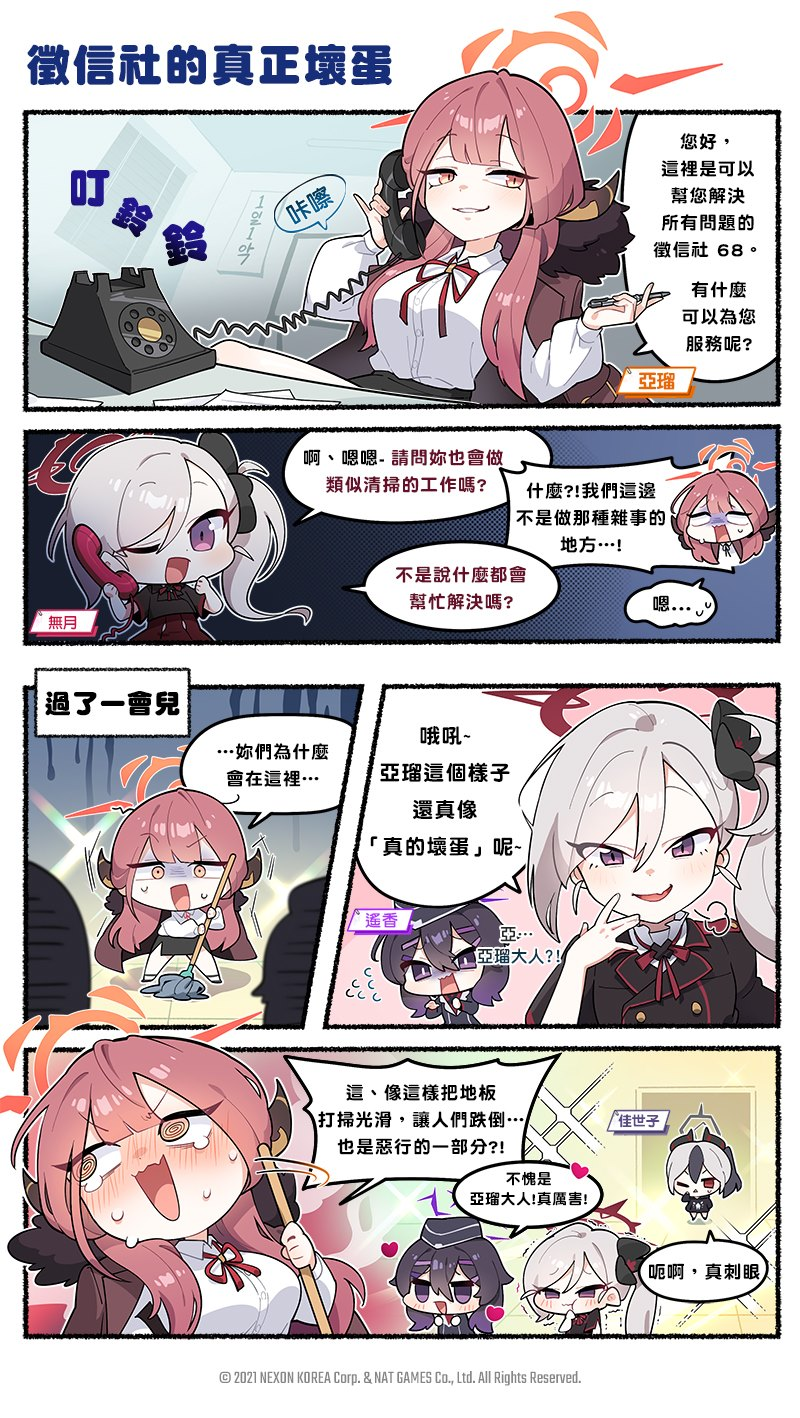 徵信社的真正壞蛋
叮
鈴
鈴
1일1악
咔嚓
您好，
這裡是可以
幫您解決
所有問題的
徵信社 68。
有什麼
可以為您
服務呢?
亞瑠
啊、嗯嗯- 請問妳也會做
類似清掃的工作嗎?
什麼?!我們這邊
不是做那種雜事的
地方…!
不是說什麼都會
幫忙解決嗎?
嗯…
無月
過了一會兒
…妳們為什麼
會在這裡…
哦吼~
亞瑠這個樣子
還真像
「真的壞蛋」呢~
遙香
亞…
亞瑠大人?!
這、像這樣把地板
打掃光滑，讓人們跌倒…
也是惡行的一部分?!
佳世子
不愧是
亞瑠大人!真厲害!
呃啊，真刺眼
© 2021 NEXON KOREA Corp. & NAT GAMES Co., Ltd. All Rights Reserved.